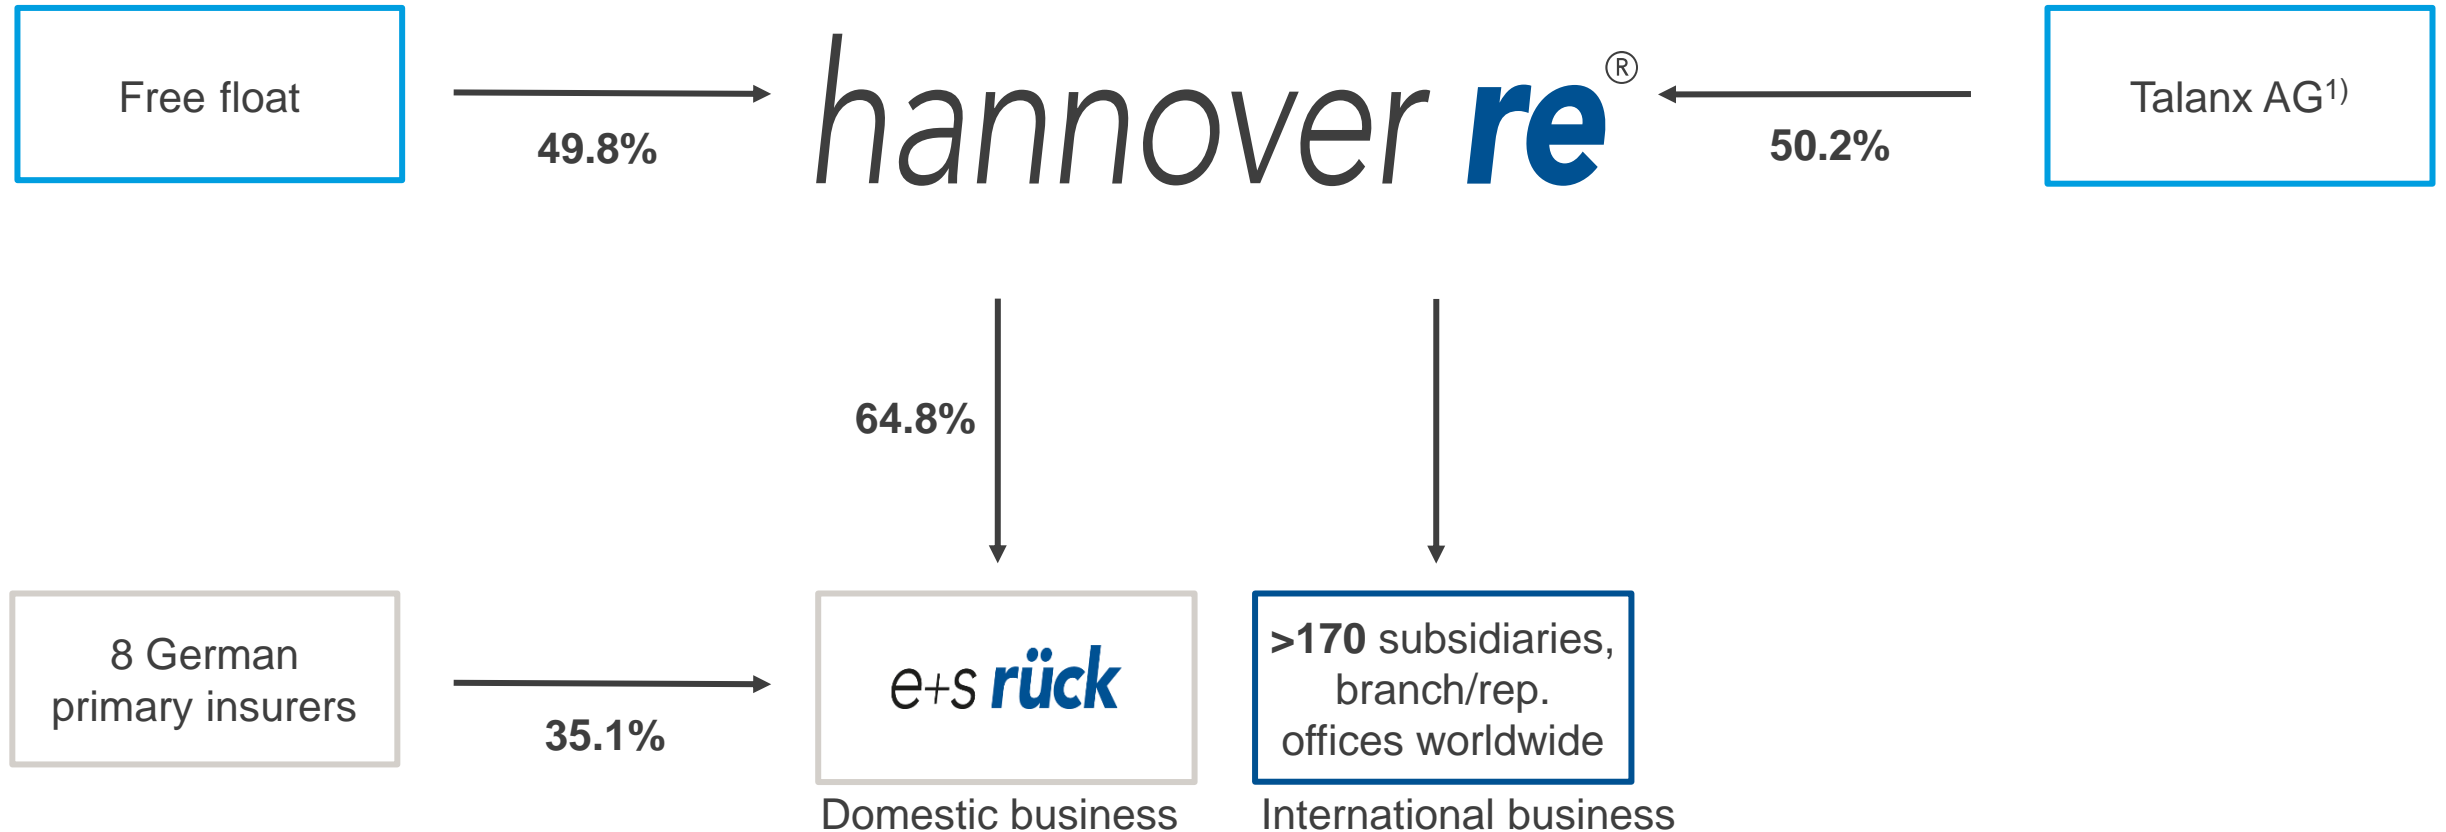 Free float
49.8%
hannover re®
50.2%
Talanx AG1)
64.8%
8 German
primary insurers
35.1%
e+s rück
Domestic business
>170 subsidiaries,
branch/rep.
offices worldwide
International business